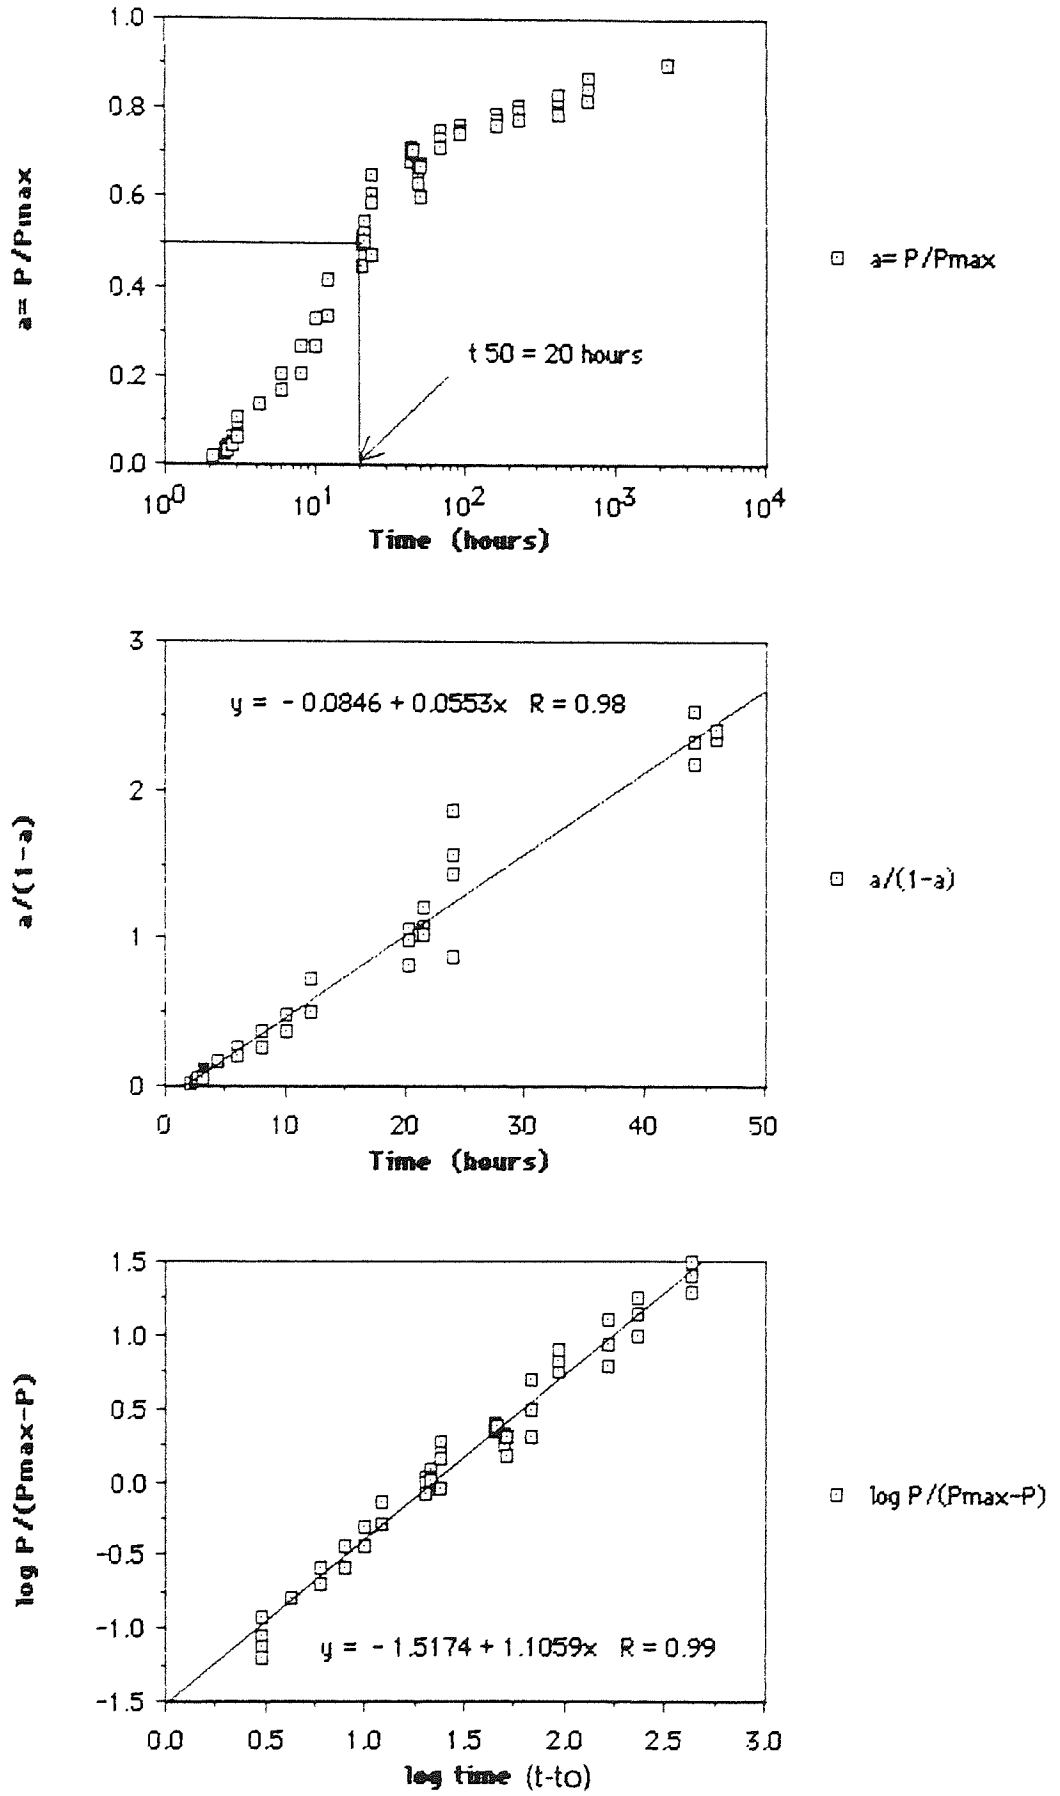 1.0
0.8
0.6
0.4
0.2
0.0
a= P/Pmax
a= P/Pmax
t 50 = 20 hours
10^0 10^1 10^2 10^3 10^4
Time (hours)
3
2
1
0
a/(1-a)
y = - 0.0846 + 0.0553x R = 0.98
a/(1-a)
0 10 20 30 40 50
Time (hours)
1.5
1.0
0.5
0.0
-0.5
-1.0
-1.5
log P/(Pmax-P)
log P/(Pmax-P)
y = - 1.5174 + 1.1059x R = 0.99
0.0 0.5 1.0 1.5 2.0 2.5 3.0
log time (t-to)